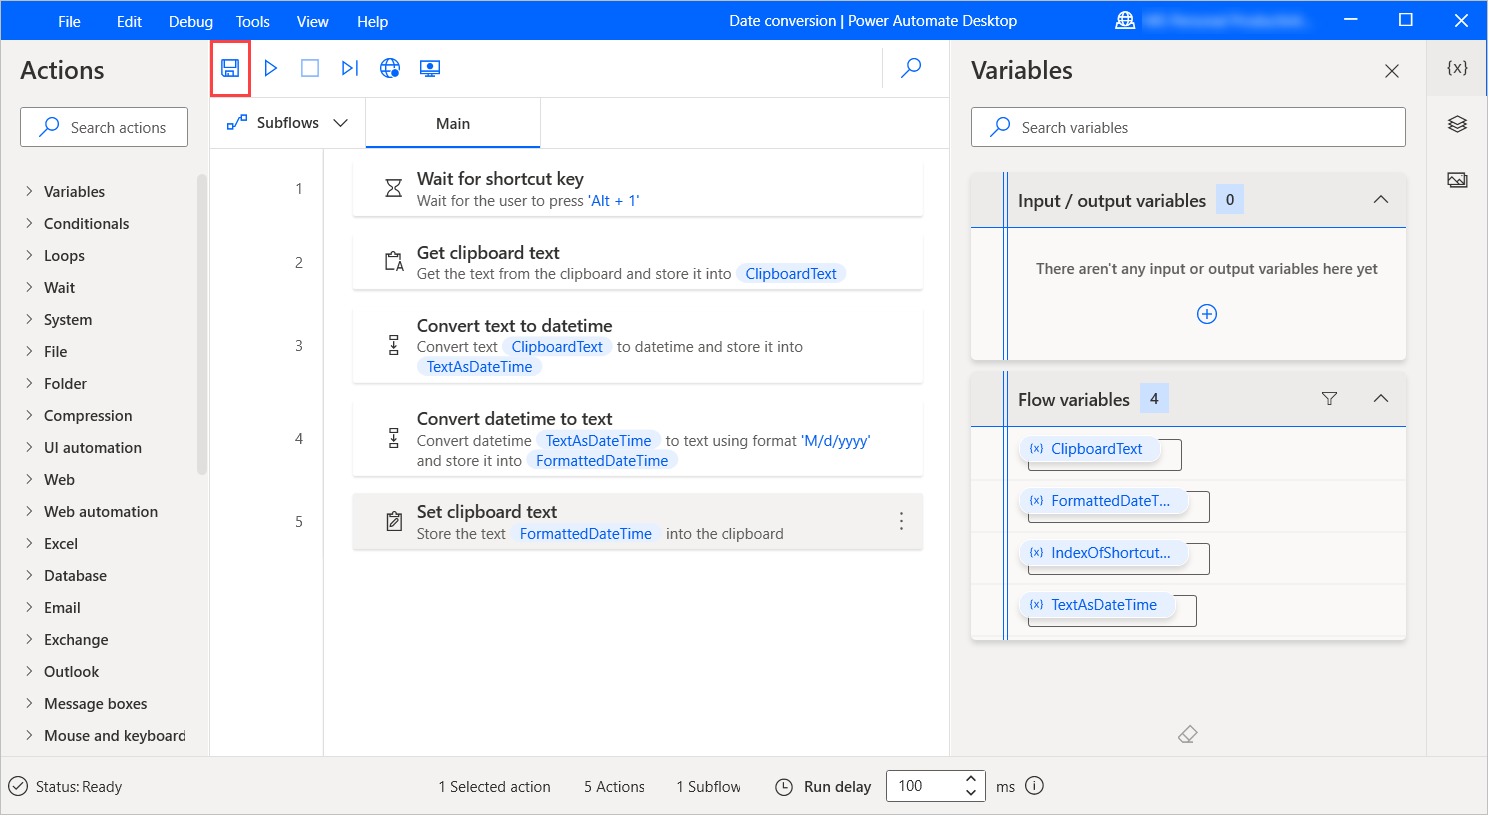 File Edit Debug Tools View Help Date conversion | Power Automate Desktop
Actions
Search actions
Variables
Conditionals
Loops
Wait
System
File
Folder
Compression
UI automation
Web
Web automation
Excel
Database
Email
Exchange
Outlook
Message boxes
Mouse and keyboard
Subflows Main
1 Wait for shortcut key
Wait for the user to press 'Alt + 1'
2 Get clipboard text
Get the text from the clipboard and store it into ClipboardText
3 Convert text to datetime
Convert text ClipboardText to datetime and store it into
TextAsDateTime
4 Convert datetime to text
Convert datetime TextAsDateTime to text using format 'M/d/yyyy'
and store it into FormattedDateTime
5 Set clipboard text
Store the text FormattedDateTime into the clipboard
Variables {x}
Search variables
Input / output variables 0
There aren't any input or output variables here yet
Flow variables 4
{x} ClipboardText
{x} FormattedDateT...
{x} IndexOfShortcut...
{x} TextAsDateTime
Status: Ready 1 Selected action 5 Actions 1 Subflow Run delay 100 ms